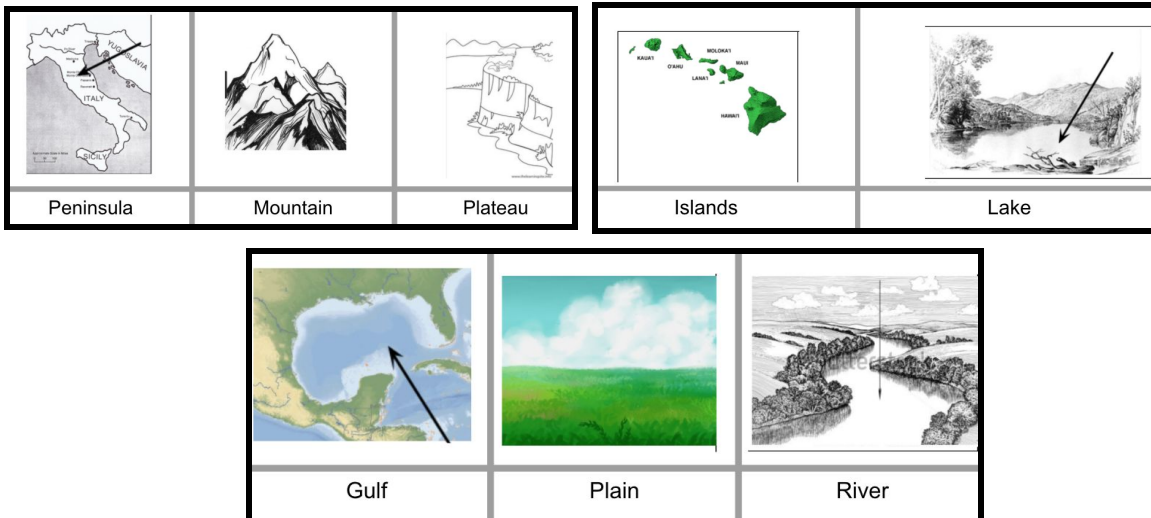 YUGOSLAVIA
ITALY
SICILY
Peninsula
Mountain
Plateau
KAUA'I
O'AHU
MOLOKA'I
LANA'I
MAUI
HAWAI'I
Islands
Lake
Gulf
Plain
River